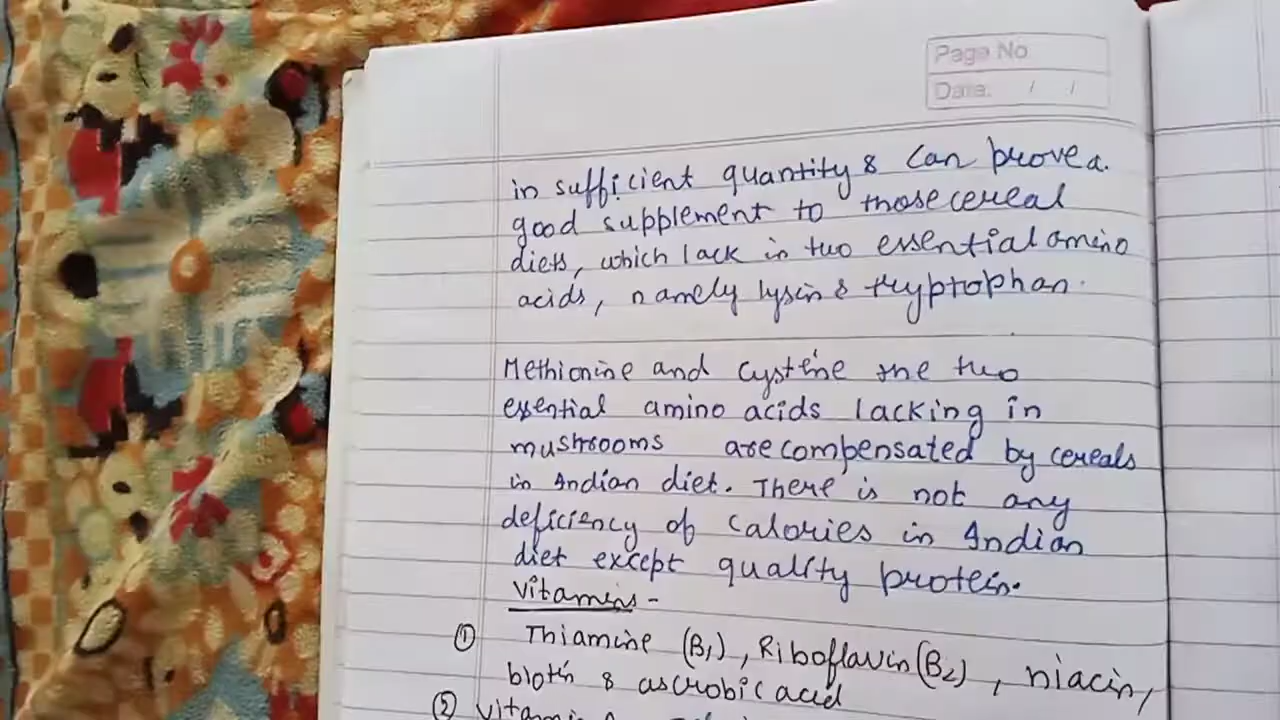 Page No
Date: / /
in sufficient quantity & can prove a
good supplement to those cereal
diets, which lack in two essential amino
acids, namely lysin & tryptophan.
Methionine and cysteine the two
essential amino acids lacking in
mushrooms are compensated by cereals
in Indian diet. There is not any
deficiency of calories in Indian
diet except quality protein.
Vitamins -
① Thiamine (B1), Riboflavin (B2), niacin,
biotin & ascrobic acid
②